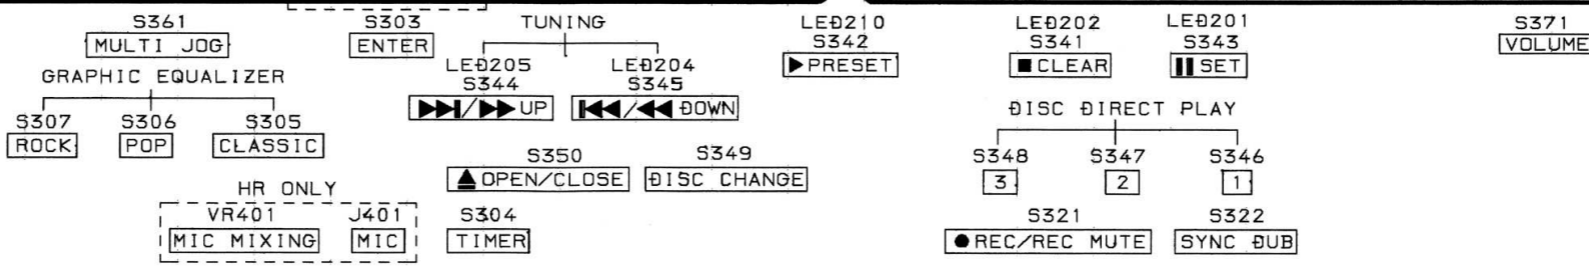 S361
MULTI JOG
S303
ENTER
TUNING
LED205
S344
▶▶|/▶▶ UP
LED204
S345
|◀◀/◀◀ DOWN
LED210
S342
▶PRESET
LED202
S341
■CLEAR
LED201
S343
▐▐ SET
S371
VOLUME
GRAPHIC EQUALIZER
S307
ROCK
S306
POP
S305
CLASSIC
S350
▲OPEN/CLOSE
S349
DISC CHANGE
DISC DIRECT PLAY
S348
3
S347
2
S346
1
HR ONLY
VR401
MIC MIXING
J401
MIC
S304
TIMER
S321
●REC/REC MUTE
S322
SYNC DUB